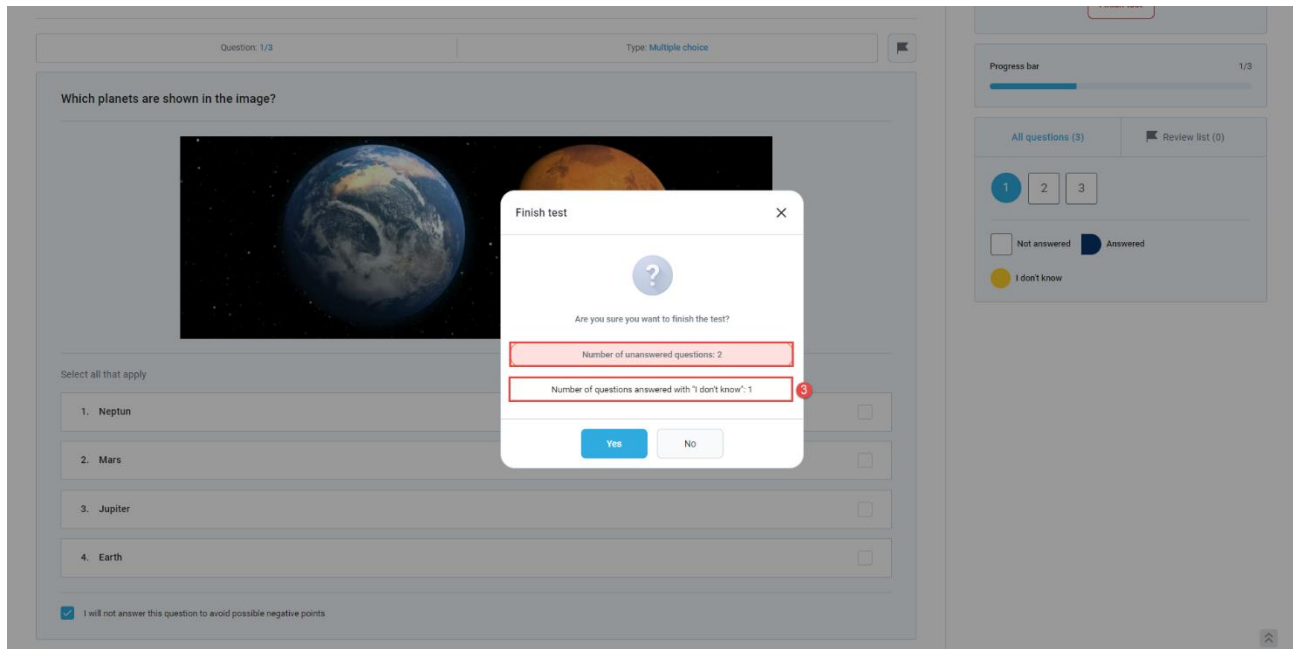 Question: 1/3
Type: Multiple choice
Which planets are shown in the image?
Select all that apply
1. Neptun
2. Mars
3. Jupiter
4. Earth
I will not answer this question to avoid possible negative points
Finish test
Are you sure you want to finish the test?
Number of unanswered questions: 2
Number of questions answered with "I don't know": 1
3
Yes
No
Progress bar
1/3
All questions (3)
Review list (0)
1
2
3
Not answered
Answered
I don't know